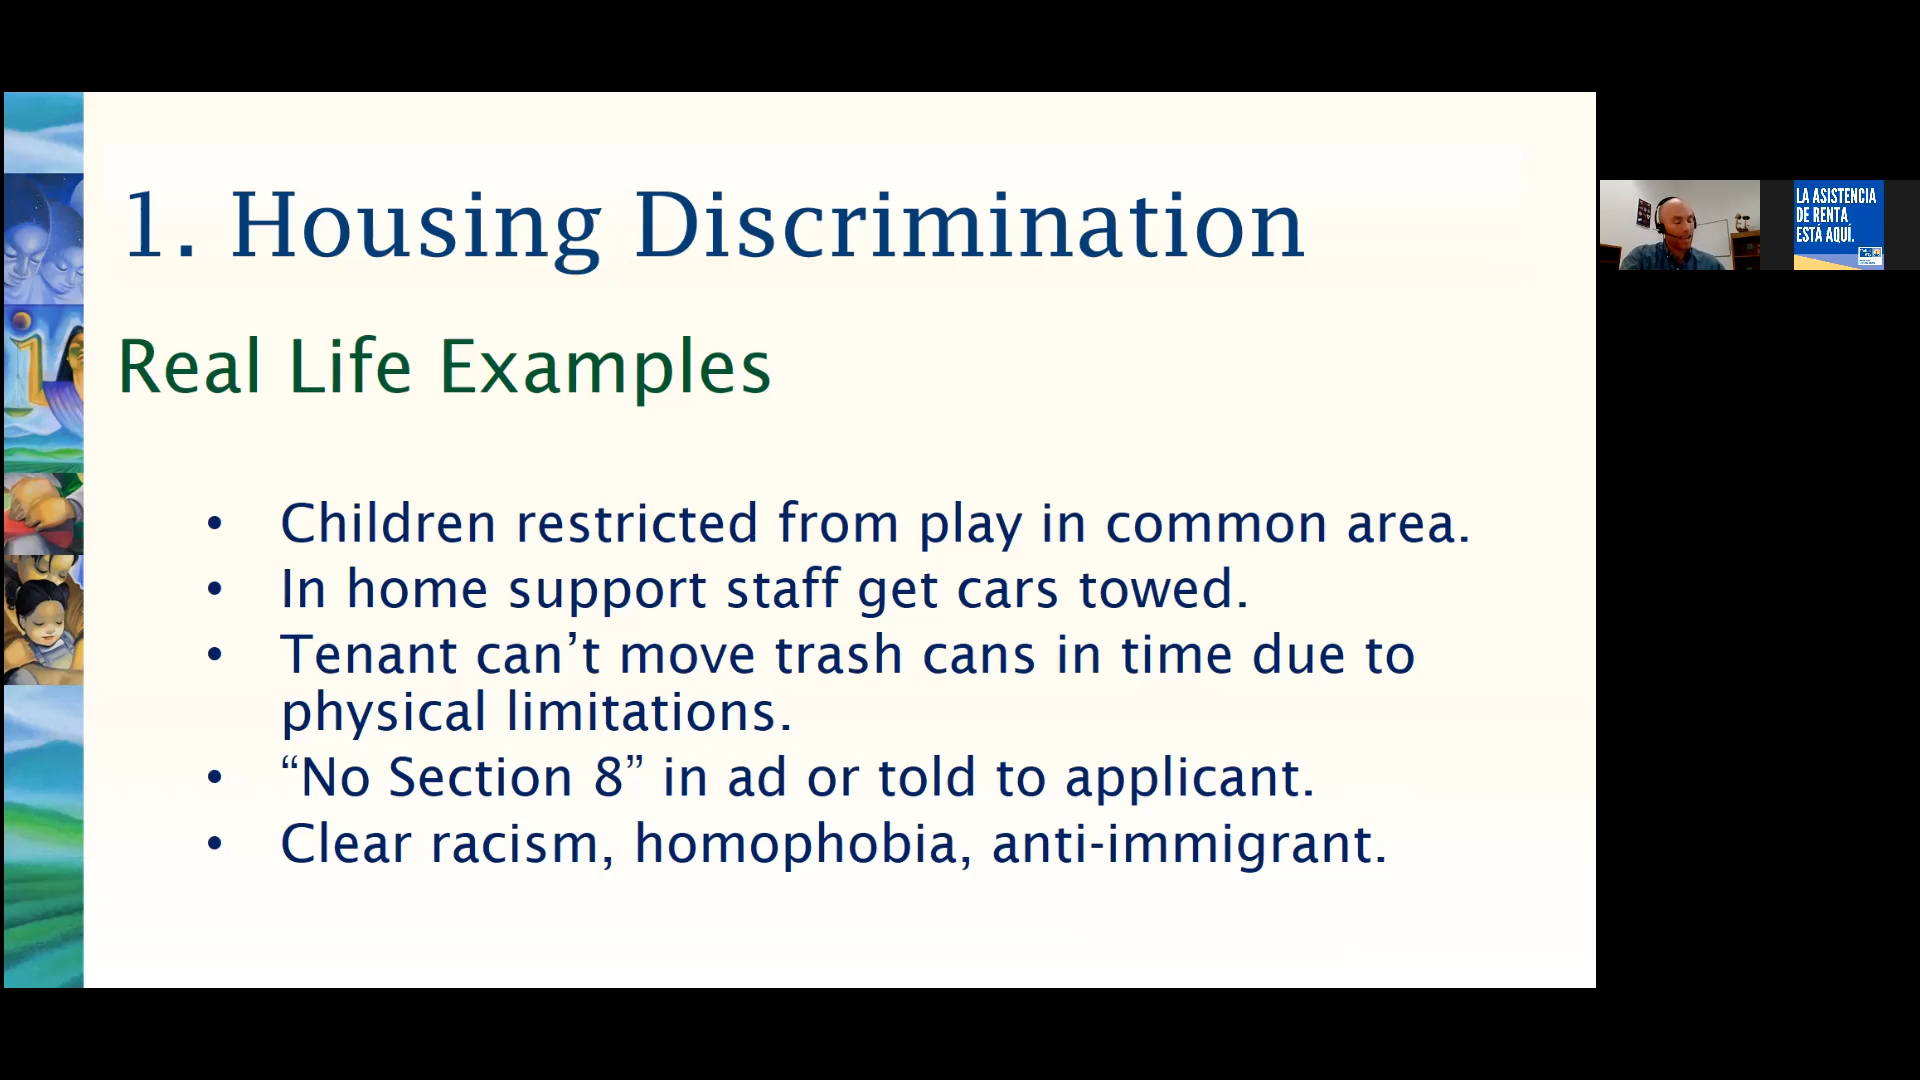 1. Housing Discrimination
Real Life Examples
• Children restricted from play in common area.
• In home support staff get cars towed.
• Tenant can’t move trash cans in time due to
physical limitations.
• “No Section 8” in ad or told to applicant.
• Clear racism, homophobia, anti-immigrant.
LA ASISTENCIA
DE RENTA
ESTÁ AQUÍ.